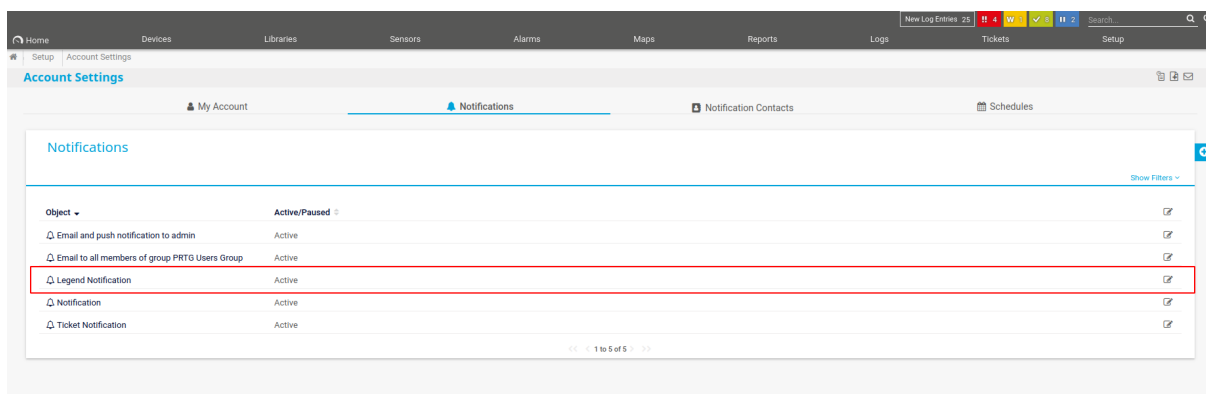 New Log Entries 25 !! 4 W 1 6 II 2 Search...
Home Devices Libraries Sensors Alarms Maps Reports Logs Tickets Setup
Setup Account Settings
Account Settings
My Account Notifications Notification Contacts Schedules
Notifications
Show Filters
Object Active/Paused
Email and push notification to admin Active
Email to all members of group PRTG Users Group Active
Legend Notification Active
Notification Active
Ticket Notification Active
<< < 1 to 5 of 5 > >>